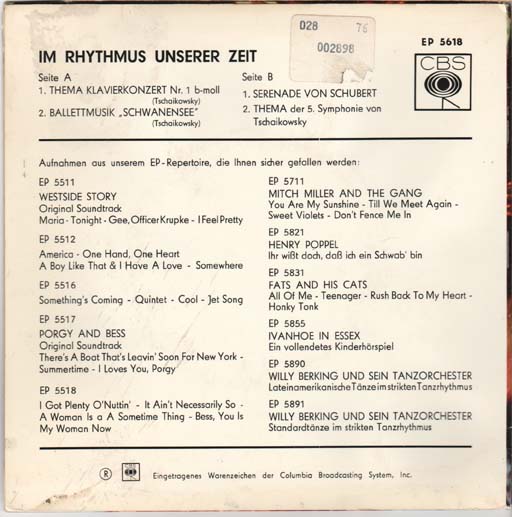 028 76
002898
EP 5618
CBS
IM RHYTHMUS UNSERER ZEIT
Seite A
1. THEMA KLAVIERKONZERT Nr. 1 b-moll
(Tschaikowsky)
2. BALLETTMUSIK „SCHWANENSEE"
(Tschaikowsky)
Seite B
1. SERENADE VON SCHUBERT
2. THEMA der 5. Symphonie von
Tschaikowsky
Aufnahmen aus unserem EP-Repertoire, die Ihnen sicher gefallen werden:
EP 5511
WESTSIDE STORY
Original Soundtrack
Maria - Tonight - Gee, Officer Krupke - I Feel Pretty
EP 5512
America - One Hand, One Heart
A Boy Like That & I Have A Love - Somewhere
EP 5516
Something's Coming - Quintet - Cool - Jet Song
EP 5517
PORGY AND BESS
Original Soundtrack
There's A Boat That's Leavin' Soon For New York -
Summertime - I Loves You, Porgy
EP 5518
I Got Plenty O'Nuttin' - It Ain't Necessarily So -
A Woman Is a A Sometime Thing - Bess, You Is
My Woman Now
EP 5711
MITCH MILLER AND THE GANG
You Are My Sunshine - Till We Meet Again -
Sweet Violets - Don't Fence Me In
EP 5821
HENRY POPPEL
Ihr wißt doch, daß ich ein Schwab' bin
EP 5831
FATS AND HIS CATS
All Of Me - Teenager - Rush Back To My Heart -
Honky Tonk
EP 5855
IVANHOE IN ESSEX
Ein vollendetes Kinderhörspiel
EP 5890
WILLY BERKING UND SEIN TANZORCHESTER
Lateinamerikanische Tänze im strikten Tanzrhythmus
EP 5891
WILLY BERKING UND SEIN TANZORCHESTER
Standardtänze im strikten Tanzrhythmus
® CBS Eingetragenes Warenzeichen der Columbia Broadcasting System, Inc.